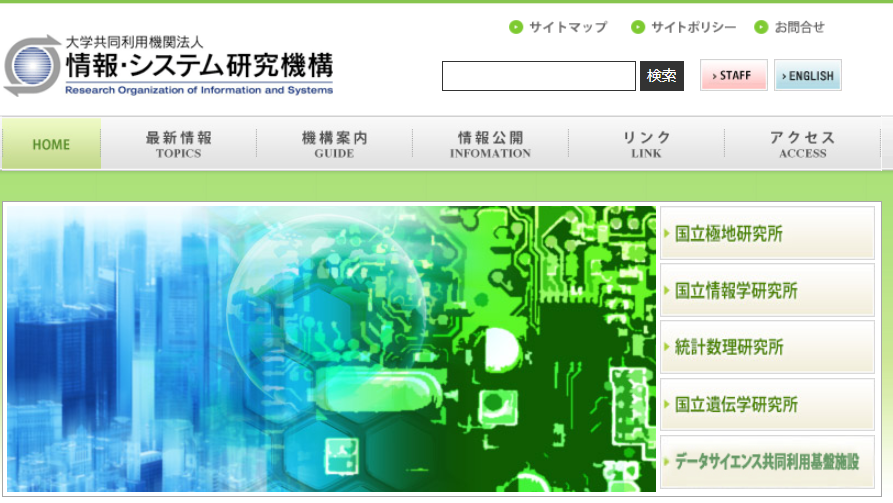 サイトマップ
サイトポリシー
お問合せ
大学共同利用機関法人
情報・システム研究機構
Research Organization of Information and Systems
検索
STAFF
ENGLISH
HOME
最新情報
TOPICS
機構案内
GUIDE
情報公開
INFOMATION
リンク
LINK
アクセス
ACCESS
国立極地研究所
国立情報学研究所
統計数理研究所
国立遺伝学研究所
データサイエンス共同利用基盤施設